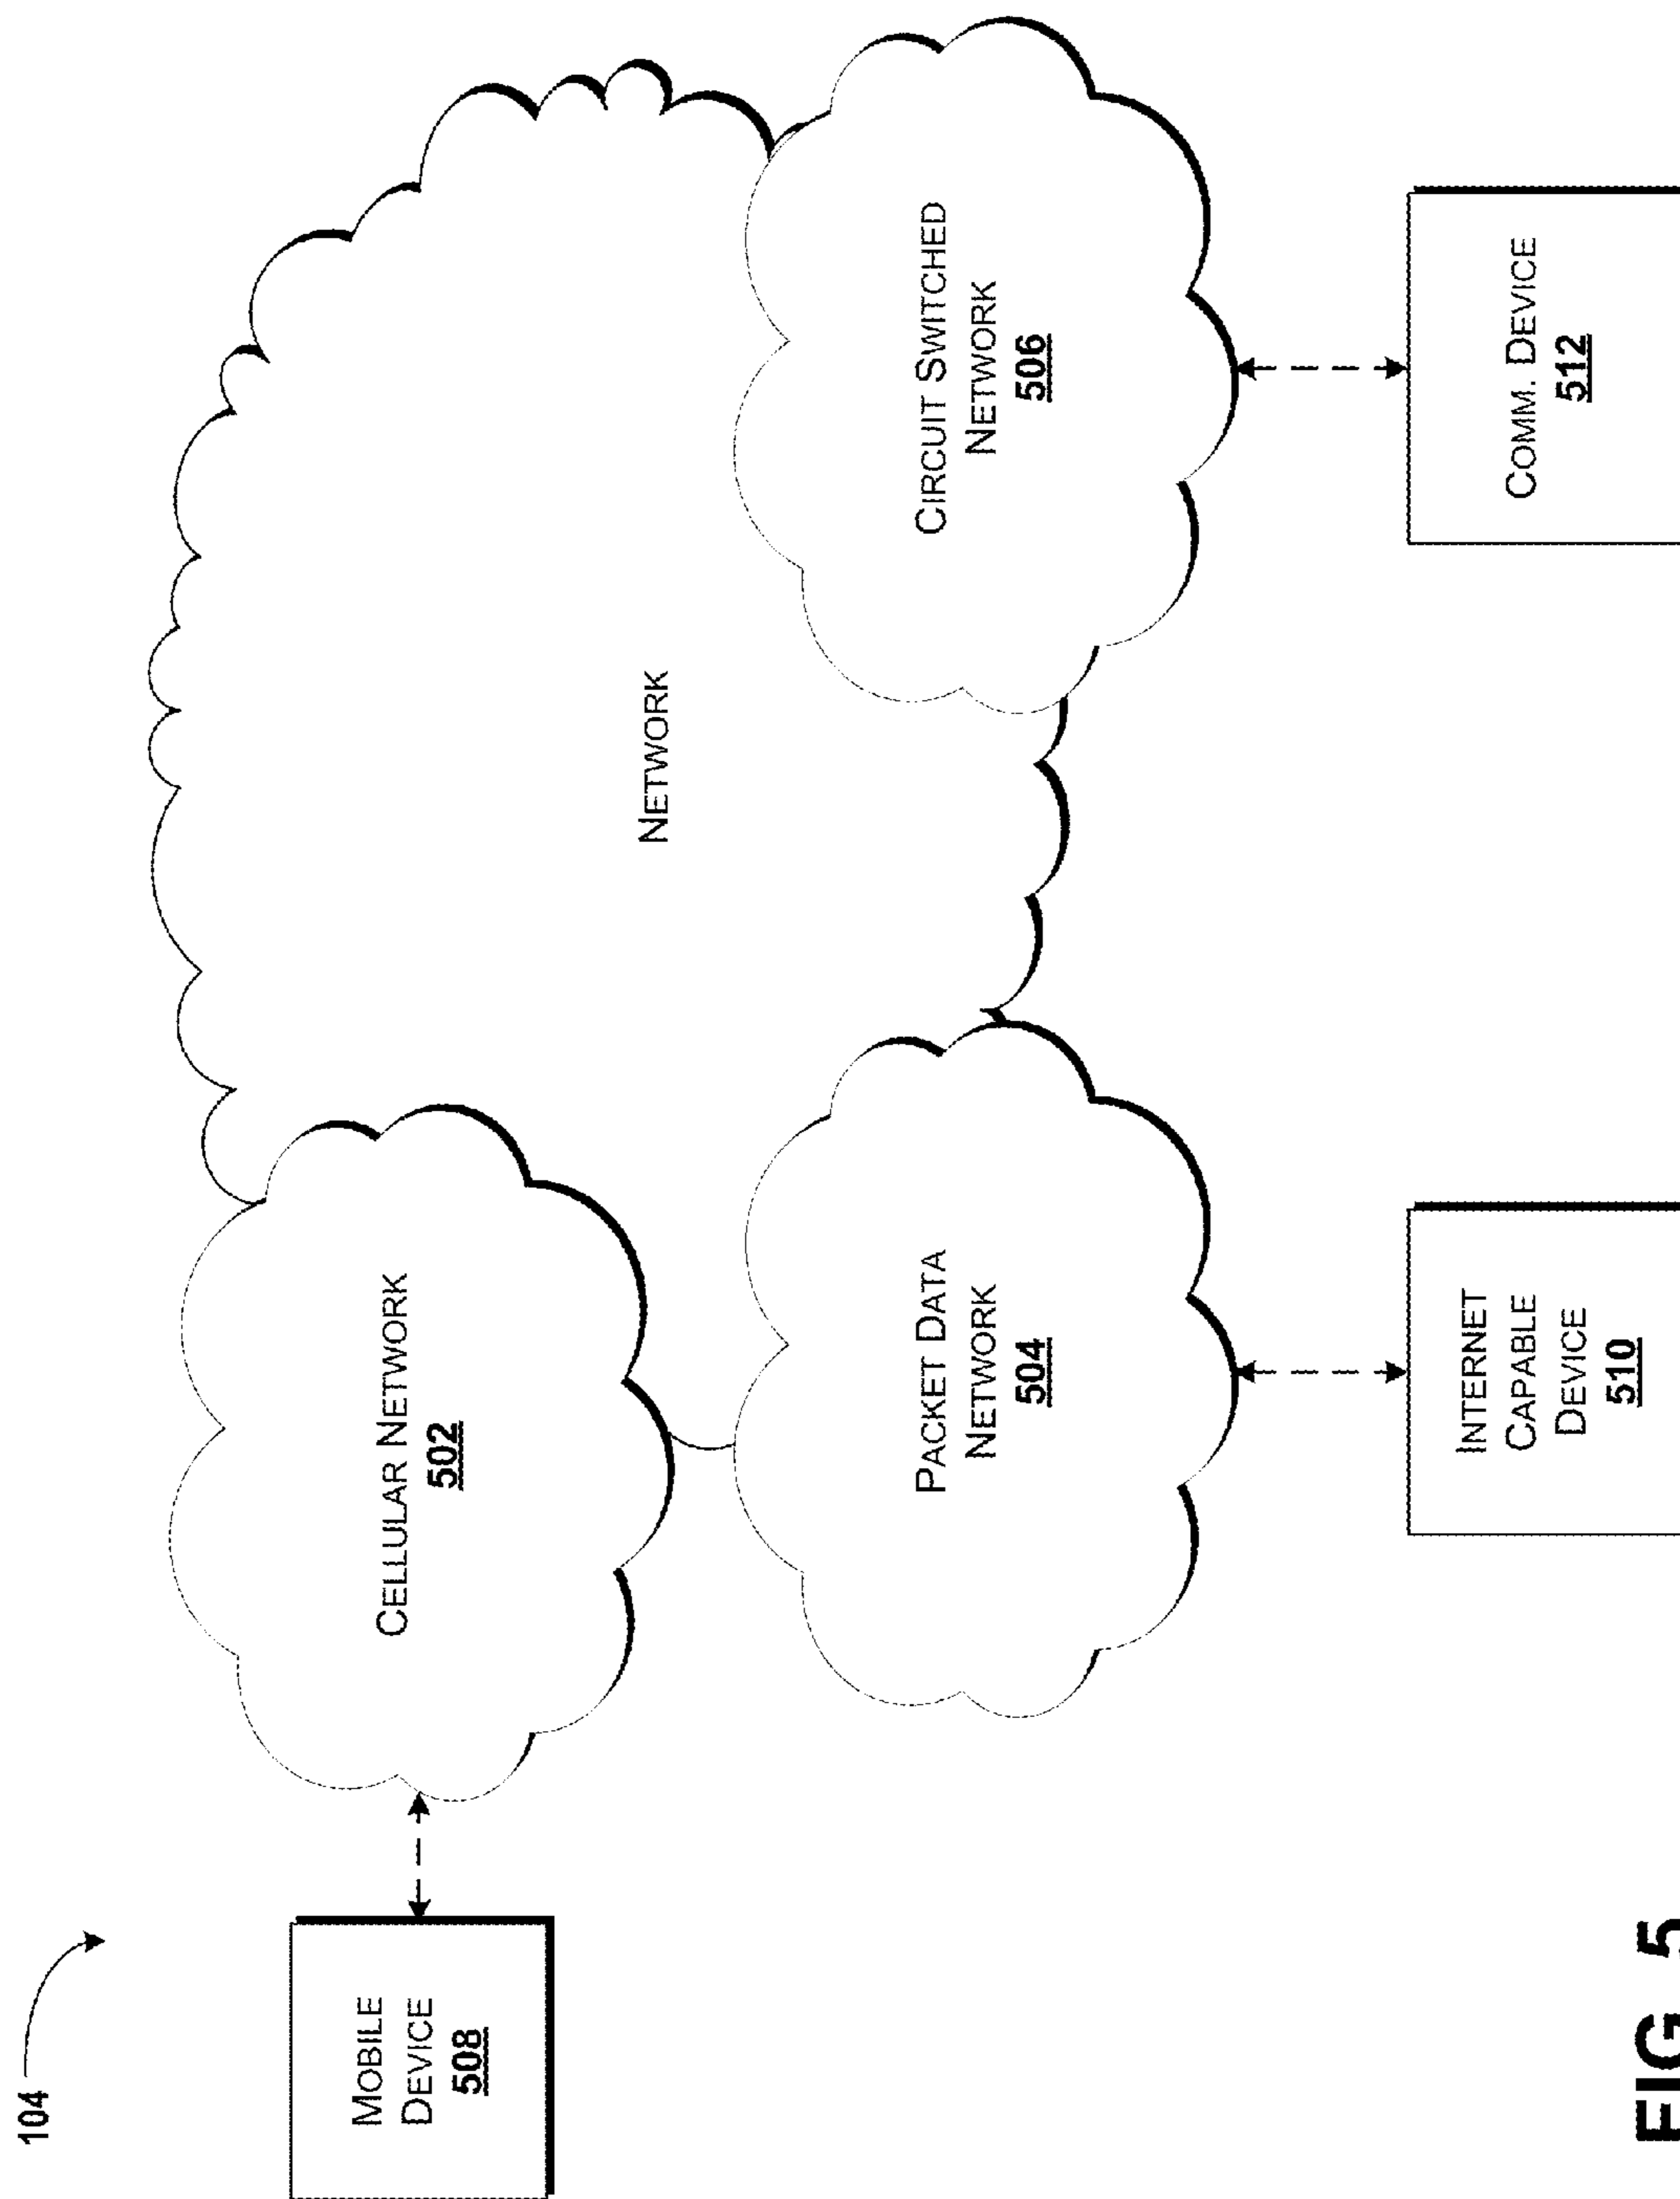 104
MOBILE
DEVICE
508
CELLULAR NETWORK
502
NETWORK
PACKET DATA
NETWORK
504
CIRCUIT SWITCHED
NETWORK
506
INTERNET
CAPABLE
DEVICE
510
COMM. DEVICE
512
FIG. 5